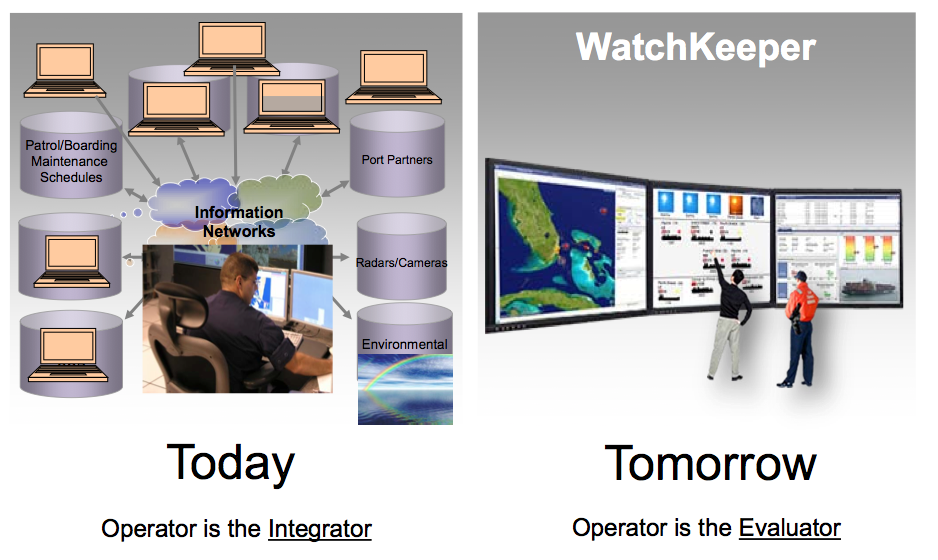 WatchKeeper
Patrol/Boarding
Maintenance
Schedules
Port Partners
Information
Networks
Radars/Cameras
Environmental
Today
Tomorrow
Operator is the Integrator
Operator is the Evaluator